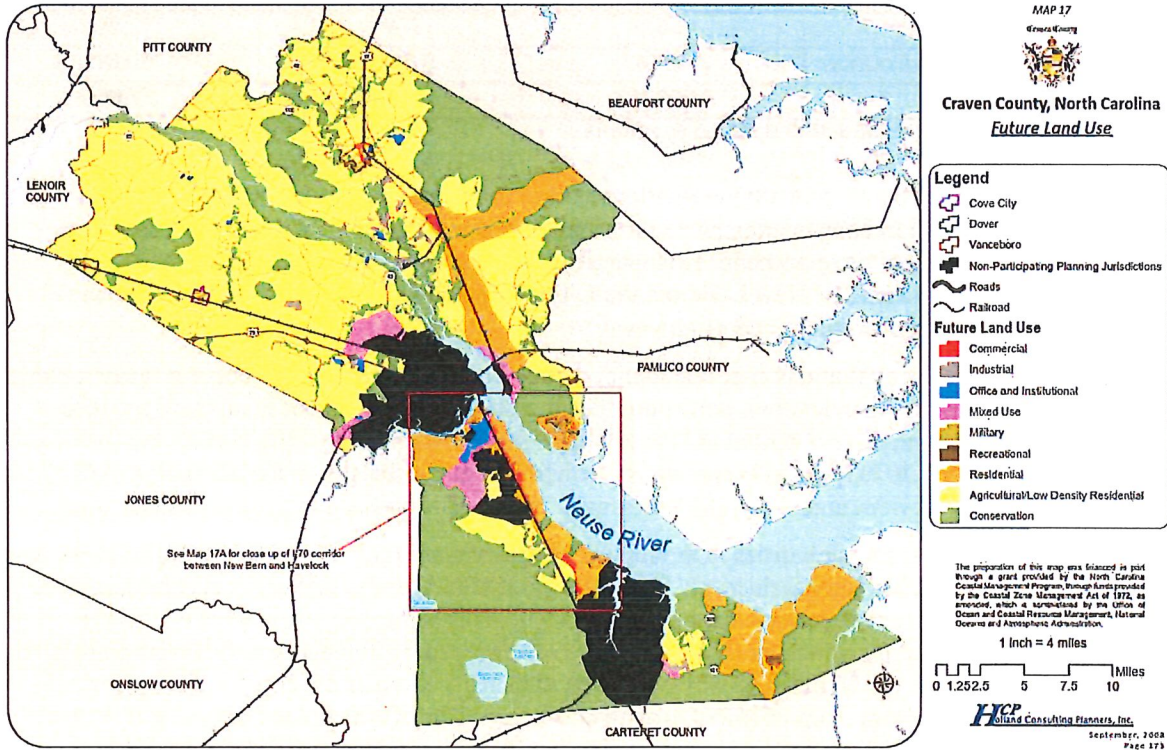 MAP 17
Craven County
Craven County, North Carolina
Future Land Use
Legend
Cove City
Dover
Vanceboro
Non-Participating Planning Jurisdictions
Roads
Railroad
Future Land Use
Commercial
Industrial
Office and Institutional
Mixed Use
Military
Recreational
Residential
Agricultural/Low Density Residential
Conservation
The preparation of this map was financed in part
through a grant provided by the North Carolina
Coastal Management Program, through funds provided
by the Coastal Zone Management Act of 1972, as
amended, which is administered by the Office of
Ocean and Coastal Resource Management, National
Oceanic and Atmospheric Administration.
1 inch = 4 miles
Miles
0 1.25 2.5 5 7.5 10
HCP
Holland Consulting Planners, Inc.
September, 2008
PITT COUNTY
BEAUFORT COUNTY
LENOIR
COUNTY
PAMLICO COUNTY
JONES COUNTY
Neuse River
See Map 17A for close up of I-70 corridor
between New Bern and Havelock
ONSLOW COUNTY
CARTERET COUNTY